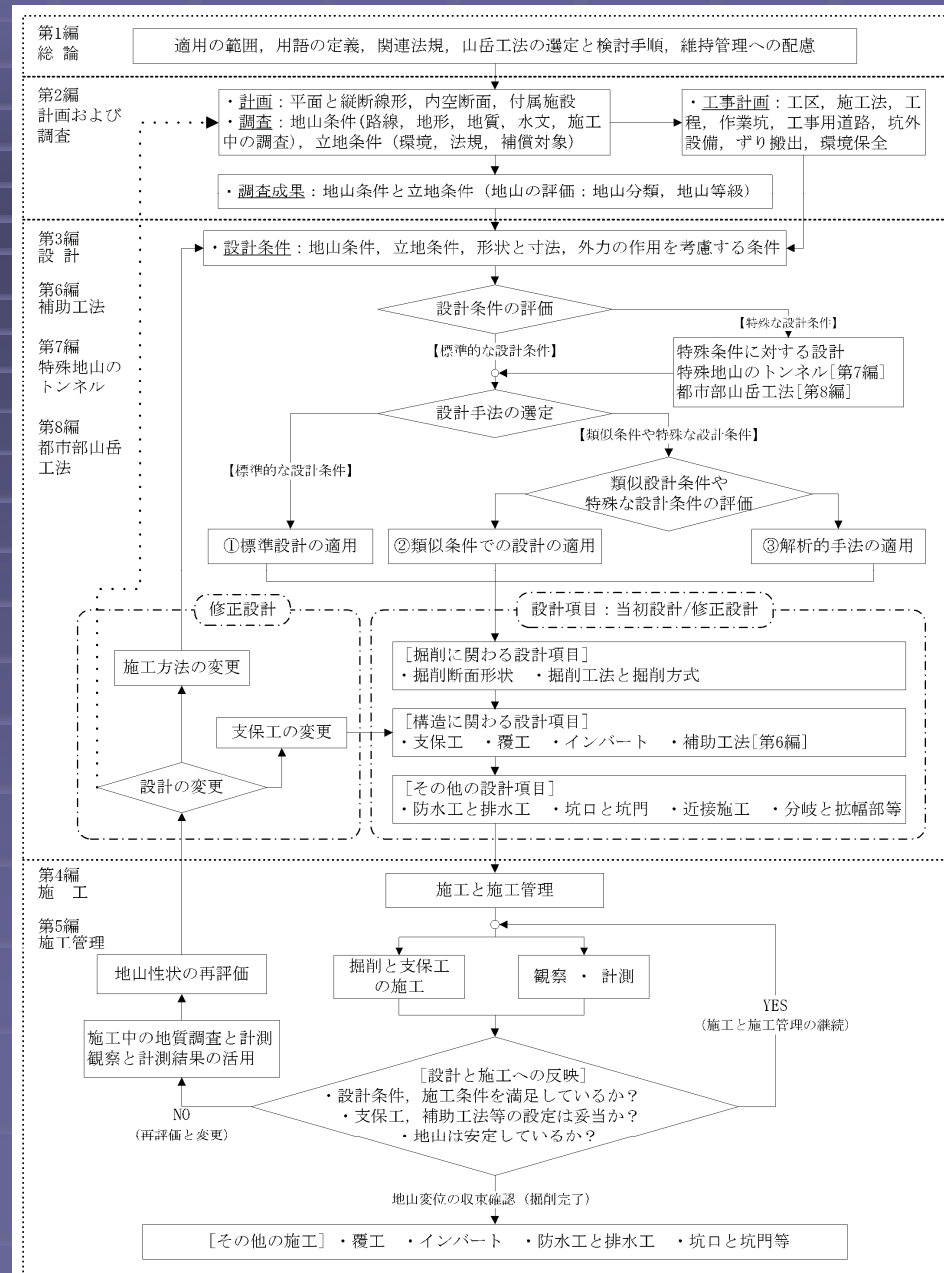 第1編
総　論
適用の範囲，用語の定義，関連法規，山岳工法の選定と検討手順，維持管理への配慮
第2編
計画および
調査
・計画：平面と縦断線形，内空断面，付属施設
・調査：地山条件(路線，地形，地質，水文，施工
中の調査)，立地条件（環境，法規，補償対象）
・工事計画：工区，施工法，工
程，作業坑，工事用道路，坑外
設備，ずり搬出，環境保全
・調査成果：地山条件と立地条件（地山の評価：地山分類，地山等級）
第3編
設 計
・設計条件：地山条件，立地条件，形状と寸法，外力の作用を考慮する条件
第6編
補助工法
第7編
特殊地山の
トンネル
第8編
都市部山岳
工法
設計条件の評価
【特殊な設計条件】
【標準的な設計条件】
特殊条件に対する設計
特殊地山のトンネル[第7編]
都市部山岳工法[第8編]
設計手法の選定
【類似条件や特殊な設計条件】
【標準的な設計条件】
類似設計条件や
特殊な設計条件の評価
①標準設計の適用
②類似条件での設計の適用
③解析的手法の適用
修正設計
設計項目：当初設計/修正設計
[掘削に関わる設計項目]
・掘削断面形状　・掘削工法と掘削方式
施工方法の変更
[構造に関わる設計項目]
・支保工　・覆工　・インバート　・補助工法[第6編]
支保工の変更
設計の変更
[その他の設計項目]
・防水工と排水工　・坑口と坑門　・近接施工　・分岐と拡幅部等
第4編
施　工
第5編
施工管理
施工と施工管理
掘削と支保工
の施工
観察 ・ 計測
地山性状の再評価
施工中の地質調査と計測
観察と計測結果の活用
YES
(施工と施工管理の継続)
[設計と施工への反映]
・設計条件，施工条件を満足しているか？
・支保工，補助工法等の設定は妥当か？
・地山は安定しているか？
NO
(再評価と変更)
地山変位の収束確認（掘削完了）
[その他の施工] ・覆工　・インバート　・防水工と排水工　・坑口と坑門等